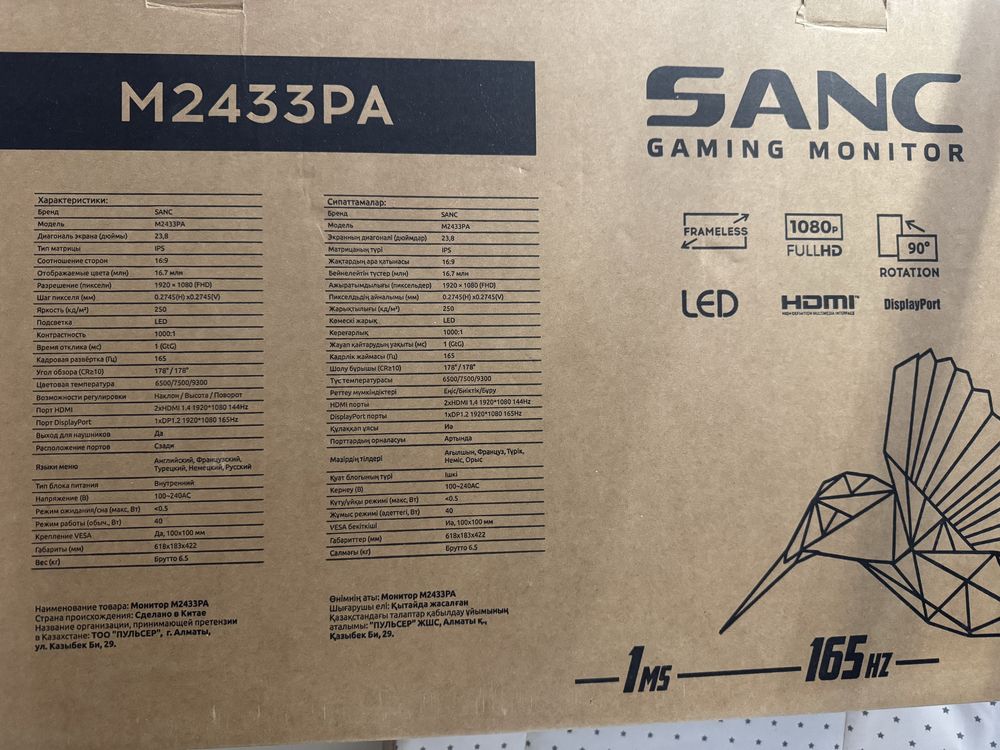 M2433PA
SANC
GAMING MONITOR
Характеристики:
Бренд SANC
Модель M2433PA
Диагональ экрана (дюймы) 23,8
Тип матрицы IPS
Соотношение сторон 16:9
Отображаемые цвета (млн) 16.7 млн
Разрешение (пиксели) 1920 × 1080 (FHD)
Шаг пикселя (мм) 0.2745(H) x0.2745(V)
Яркость (кд/м²) 250
Подсветка LED
Контрастность 1000:1
Время отклика (мс) 1 (GtG)
Кадровая развёртка (Гц) 165
Угол обзора (CR≥10) 178° / 178°
Цветовая температура 6500/7500/9300
Возможности регулировки Наклон / Высота / Поворот
Порт HDMI 2xHDMI 1.4 1920*1080 144Hz
Порт DisplayPort 1xDP1.2 1920*1080 165Hz
Выход для наушников Да
Расположение портов Сзади
Языки меню Английский, Французский,
Турецкий, Немецкий, Русский
Тип блока питания Внутренний
Напряжение (В) 100~240AC
Режим ожидания/сна (макс, Вт) <0.5
Режим работы (обыч., Вт) 40
Крепление VESA Да, 100x100 мм
Габариты (мм) 618x183x422
Вес (кг) Брутто 6.5
Наименование товара: Монитор M2433PA
Страна происхождения: Сделано в Китае
Название организации, принимающей претензии
в Казахстане: ТОО "ПУЛЬСЕР", г. Алматы,
ул. Казыбек Би, 29.
Сипаттамалар:
Бренд SANC
Модель M2433PA
Экранның диагоналі (дюймдар) 23,8
Матрицаның түрі IPS
Жақтардың ара қатынасы 16:9
Бейнелейтін түстер (млн) 16.7 млн
Ажыратымдылығы (пиксельдер) 1920 × 1080 (FHD)
Пиксельдің айналымы (мм) 0.2745(H) x0.2745(V)
Жарықтылығы (кд/м²) 250
Көмескі жарық LED
Кереғарлық 1000:1
Жауап қайтарудың уақыты (мс) 1 (GtG)
Кадрлік жаймасы (Гц) 165
Шолу бұрышы (CR≥10) 178° / 178°
Түс температурасы 6500/7500/9300
Реттеу мүмкіндіктері Еңіс/Биіктік/Бұру
HDMI порты 2xHDMI 1.4 1920*1080 144Hz
DisplayPort порты 1xDP1.2 1920*1080 165Hz
Құлаққап ұясы Иә
Порттардың орналасуы Артында
Мәзірдің тілдері Ағылшын, Француз, Түрік,
Неміс, Орыс
Қуат блогының түрі Ішкі
Кернеу (В) 100~240AC
Күту/ұйқы режимі (макс, Вт) <0.5
Жұмыс режимі (әдеттегі, Вт) 40
VESA бекіткіші Иә, 100x100 мм
Габариттер (мм) 618x183x422
Салмағы (кг) Брутто 6.5
Өнімнің аты: Монитор M2433PA
Шығарушы елі: Қытайда жасалған
Қазақстандағы талаптар қабылдау ұйымының
аталымы: "ПУЛЬСЕР" ЖШС, Алматы қ.,
Қазыбек Би, 29.
FRAMELESS
1080P
FULLHD
90°
ROTATION
LED
HDMI
HIGH-DEFINITION MULTIMEDIA INTERFACE
DisplayPort
1MS
165HZ